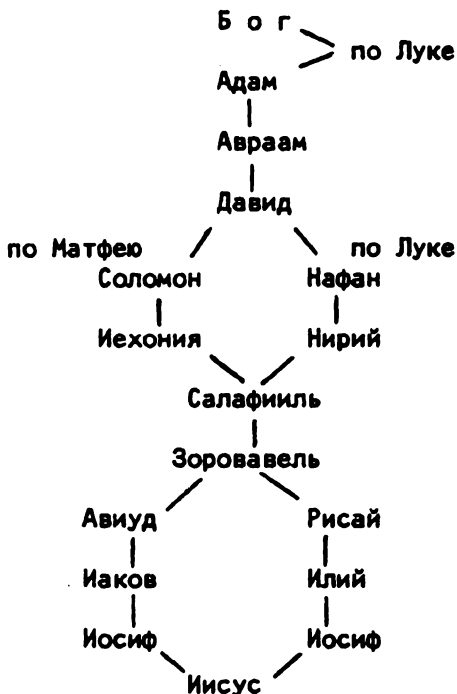 Б о г
по Луке
Адам
Авраам
Давид
по Матфею по Луке
Соломон Нафан
Иехония Нирий
Салафииль
Зоровавель
Авиуд Рисай
Иаков Илий
Иосиф Иосиф
Иисус